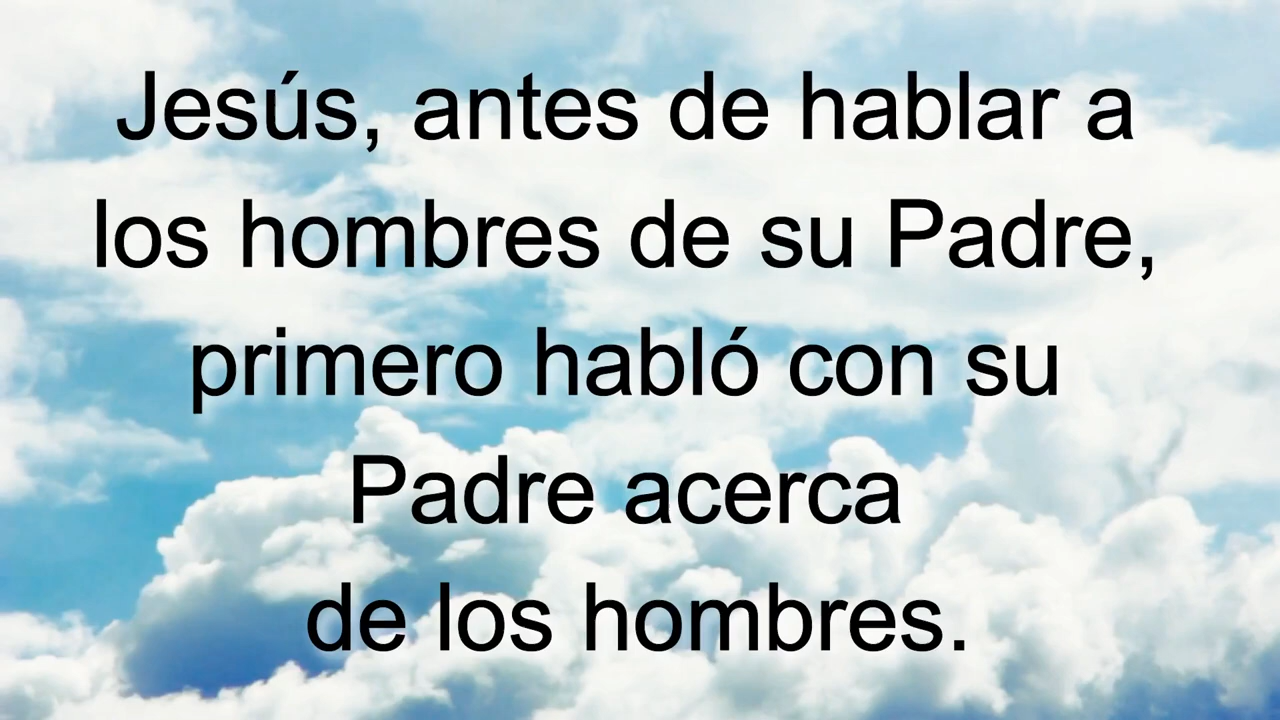 Jesús, antes de hablar a
los hombres de su Padre,
primero habló con su
Padre acerca
de los hombres.